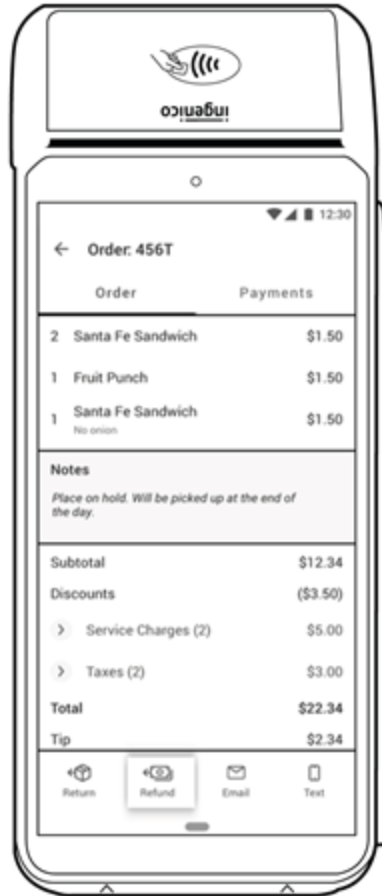 ingenico
12:30
← Order: 456T
Order Payments
2 Santa Fe Sandwich $1.50
1 Fruit Punch $1.50
1 Santa Fe Sandwich $1.50
No onion
Notes
Place on hold. Will be picked up at the end of
the day.
Subtotal $12.34
Discounts ($3.50)
> Service Charges (2) $5.00
> Taxes (2) $3.00
Total $22.34
Tip $2.34
Return Refund Email Text